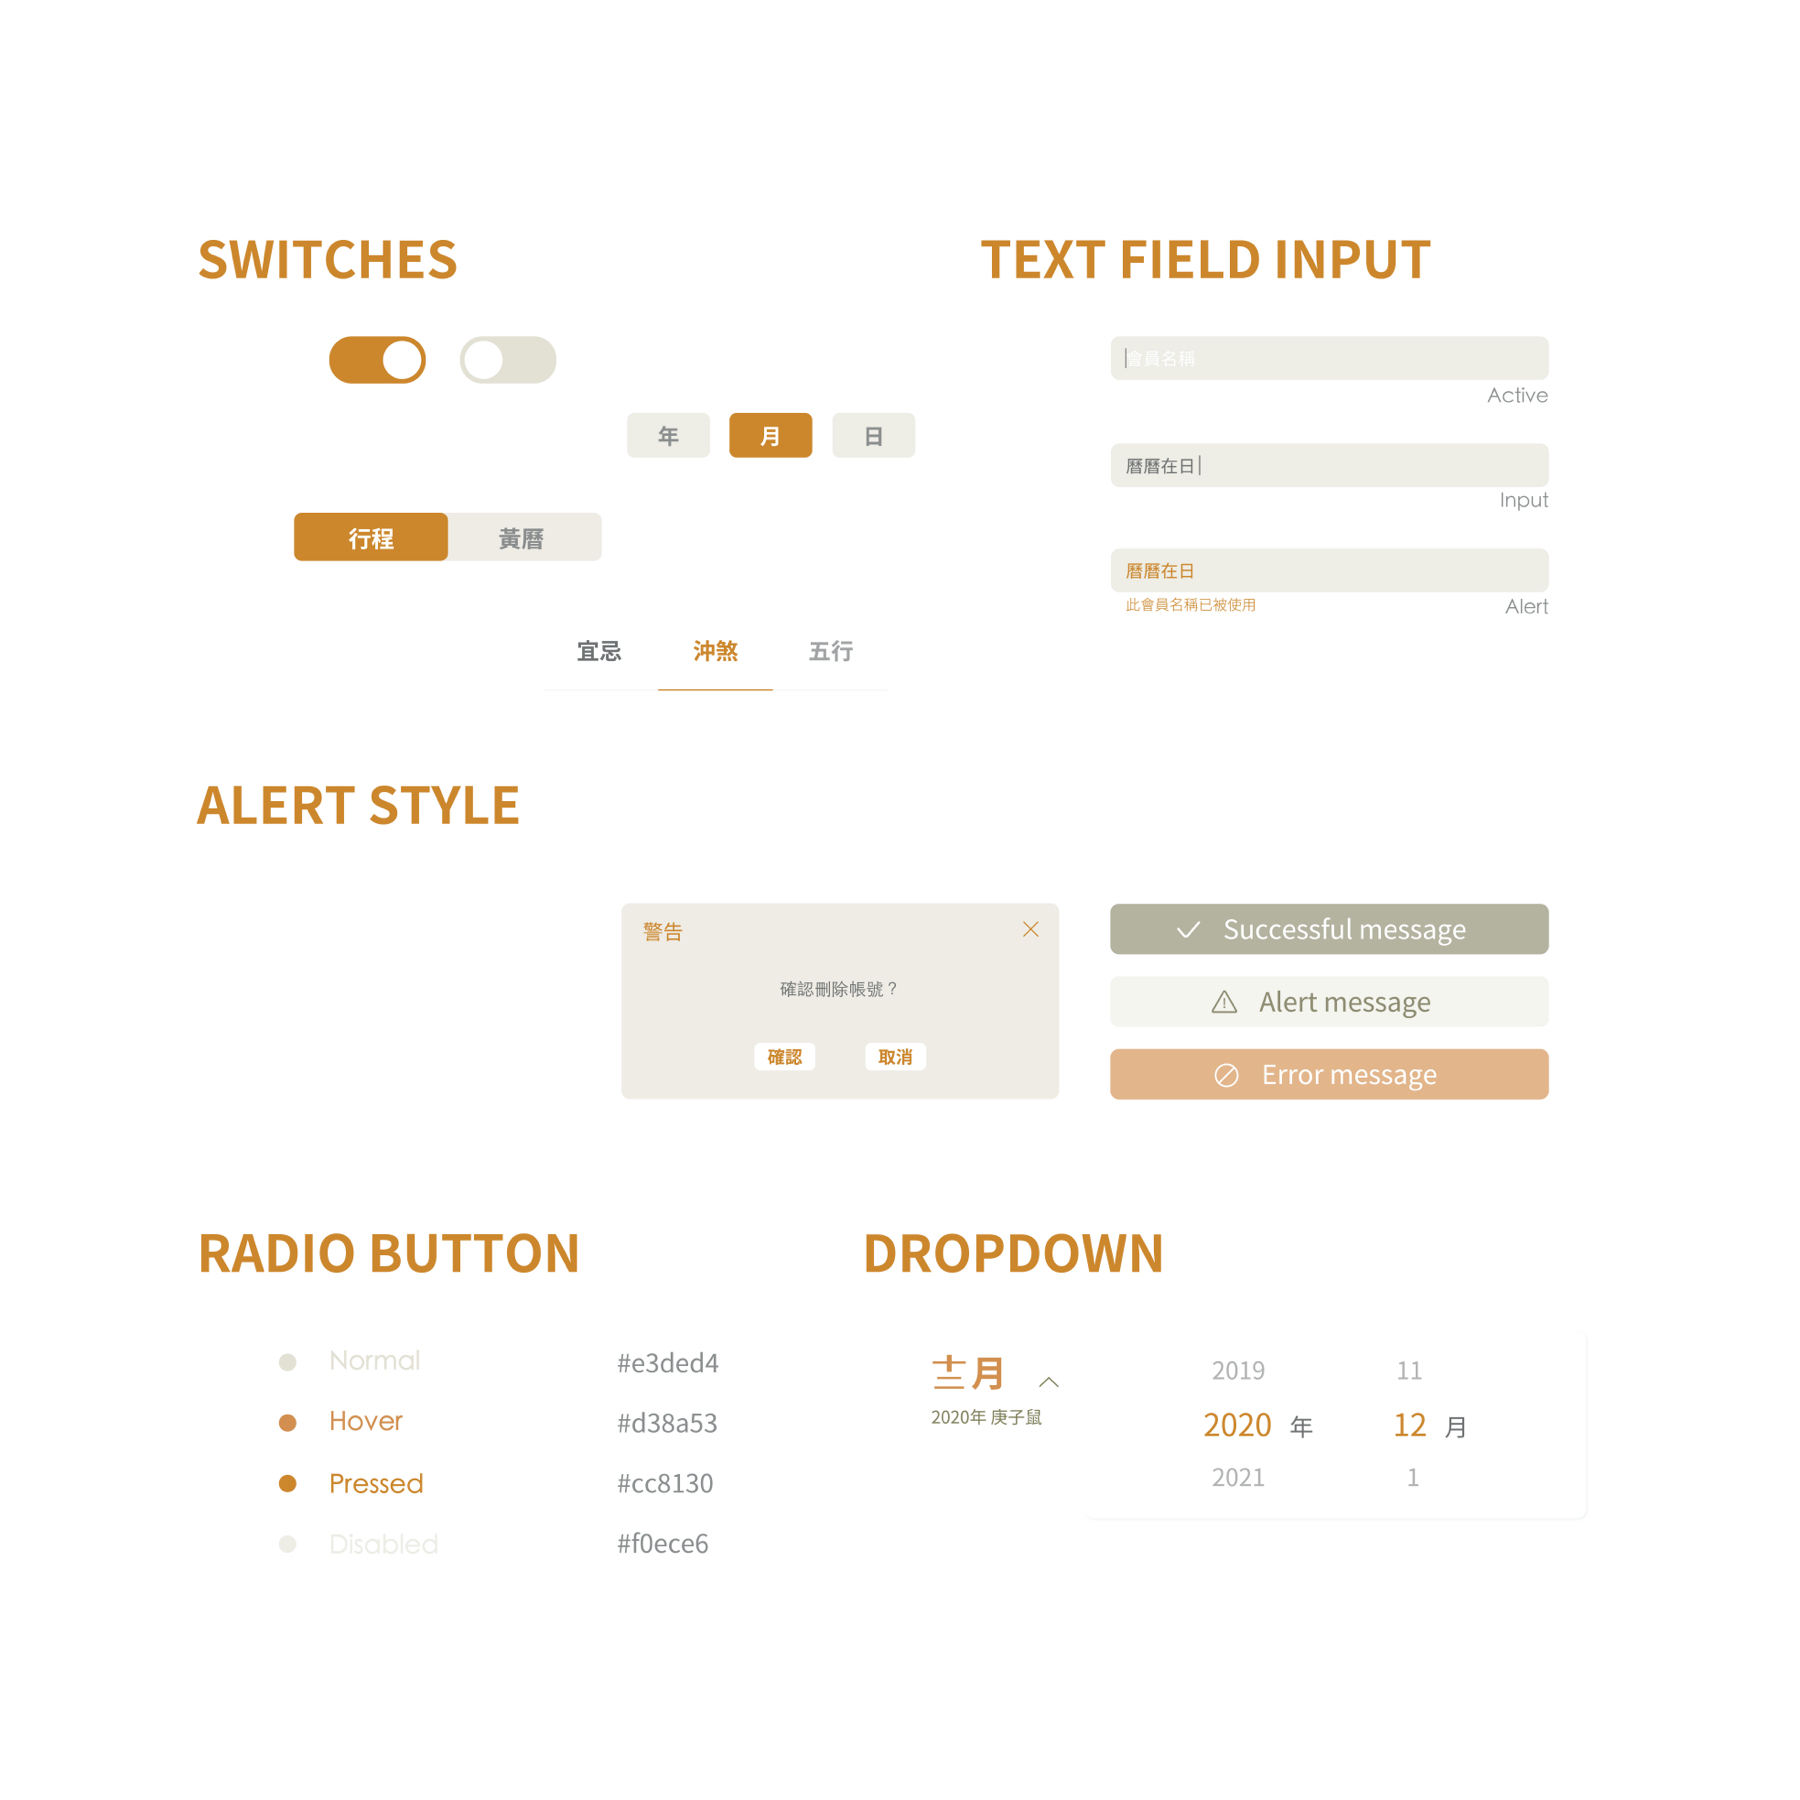 SWITCHES
年 月 日
行程 黃曆
宜忌 沖煞 五行
TEXT FIELD INPUT
會員名稱
Active
曆曆在日
Input
曆曆在日
此會員名稱已被使用
Alert
ALERT STYLE
警告
確認刪除帳號？
確認 取消
Successful message
Alert message
Error message
RADIO BUTTON
Normal #e3ded4
Hover #d38a53
Pressed #cc8130
Disabled #f0ece6
DROPDOWN
十二月
2020年 庚子鼠
2019 11
2020 年 12 月
2021 1